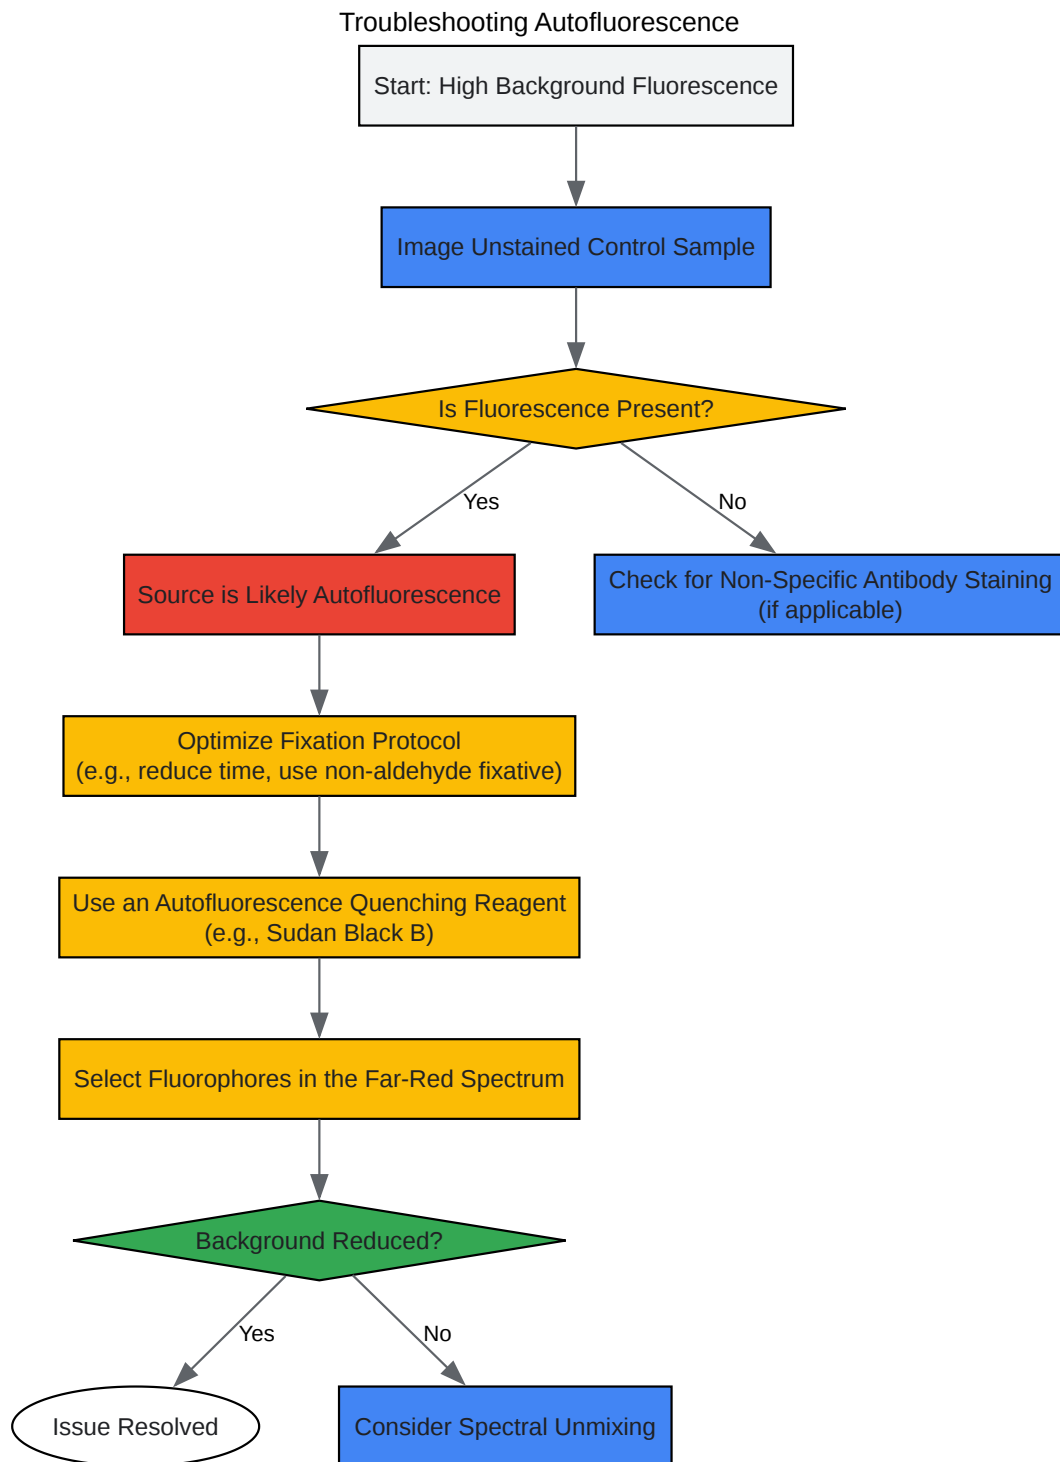 Troubleshooting Autofluorescence
Start: High Background Fluorescence
Image Unstained Control Sample
Is Fluorescence Present?
Yes
No
Source is Likely Autofluorescence
Check for Non-Specific Antibody Staining
(if applicable)
Optimize Fixation Protocol
(e.g., reduce time, use non-aldehyde fixative)
Use an Autofluorescence Quenching Reagent
(e.g., Sudan Black B)
Select Fluorophores in the Far-Red Spectrum
Background Reduced?
Yes
No
Issue Resolved
Consider Spectral Unmixing